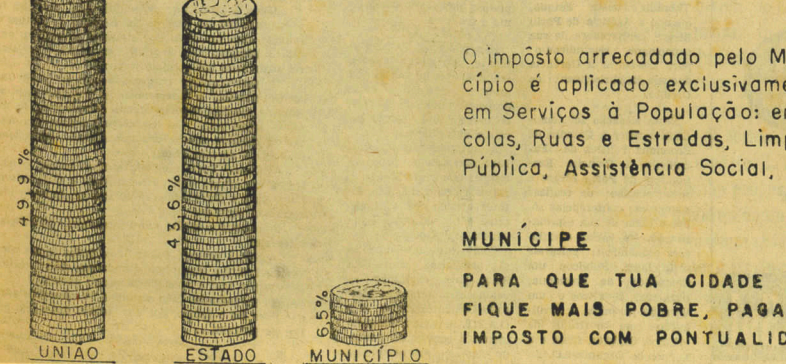 49,9%
UNIÃO
43,6%
ESTADO
6,5%
MUNICÍPIO
O impôsto arrecadado pelo M
cípio é aplicado exclusivame
em Serviços à População: e
colas, Ruas e Estradas, Lim
Pública, Assistência Social,
MUNÍCIPE
PARA QUE TUA CIDADE
FIQUE MAIS POBRE, PAGA
IMPÔSTO COM PONTUALID